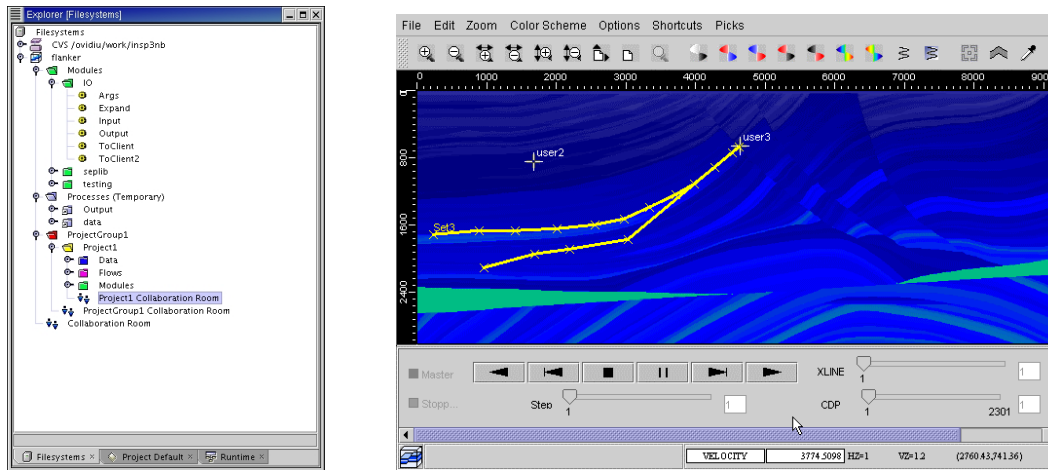 Explorer [Filesystems]
Filesystems
CVS /ovidiu/work/insp3nb
flanker
Modules
IO
Args
Expand
Input
Output
ToClient
ToClient2
seplib
testing
Processes (Temporary)
Output
data
ProjectGroup1
Project1
Data
Flows
Modules
Project1 Collaboration Room
ProjectGroup1 Collaboration Room
Collaboration Room
Filesystems × Project Default × Runtime ×
File Edit Zoom Color Scheme Options Shortcuts Picks
0 1000 2000 3000 4000 5000 6000 7000 8000 9000
0
800
1600
2400
user2
user3
Set3
Master
XLINE 1 1
Stopp... Step 1 1 CDP 1 2301 1
VELOCITY 3774.5098 HZ=1 VZ=1.2 (2760.43,741.36)